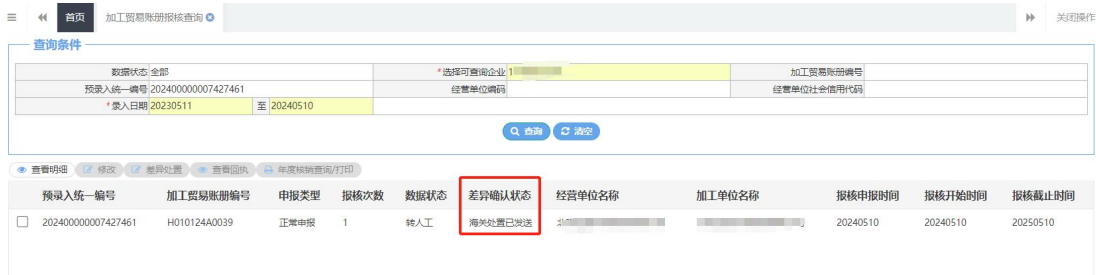 首页 加工贸易账册报核查询 关闭操作
查询条件
数据状态 全部 *选择可查询企业 1 加工贸易账册编号
预录入统一编号 202400000007427461 经营单位编码 经营单位社会信用代码
*录入日期 20230511 至 20240510
查询 清空
查看明细 修改 差异处置 查看回执 年度核销查询/打印
预录入统一编号 加工贸易账册编号 申报类型 报核次数 数据状态 差异确认状态 经营单位名称 加工单位名称 报核申报时间 报核开始时间 报核截止时间
202400000007427461 H010124A0039 正常申报 1 转人工 海关处置已发送 20240510 20240510 20250510